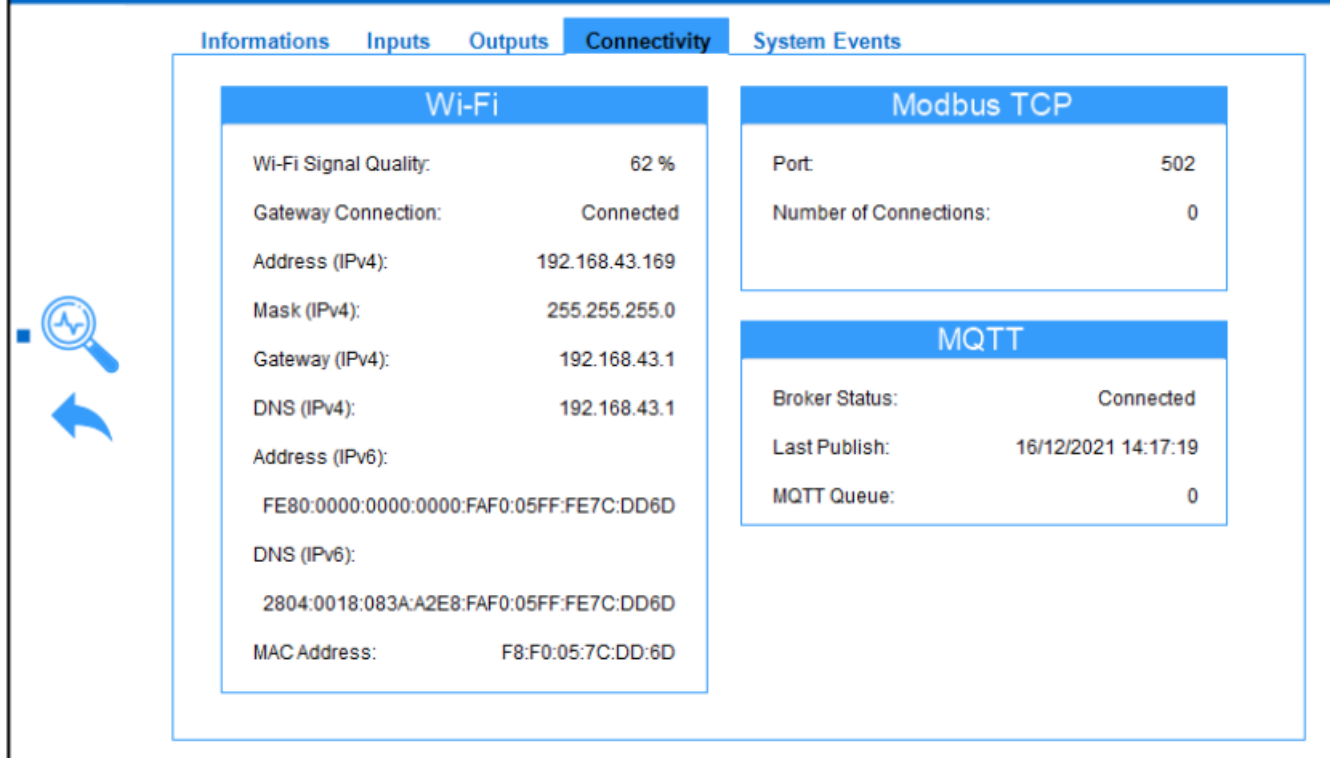 Informations Inputs Outputs Connectivity System Events
Wi-Fi
Wi-Fi Signal Quality: 62 %
Gateway Connection: Connected
Address (IPv4): 192.168.43.169
Mask (IPv4): 255.255.255.0
Gateway (IPv4): 192.168.43.1
DNS (IPv4): 192.168.43.1
Address (IPv6):
FE80:0000:0000:0000:FAF0:05FF:FE7C:DD6D
DNS (IPv6):
2804:0018:083A:A2E8:FAF0:05FF:FE7C:DD6D
MAC Address: F8:F0:05:7C:DD:6D
Modbus TCP
Port: 502
Number of Connections: 0
MQTT
Broker Status: Connected
Last Publish: 16/12/2021 14:17:19
MQTT Queue: 0